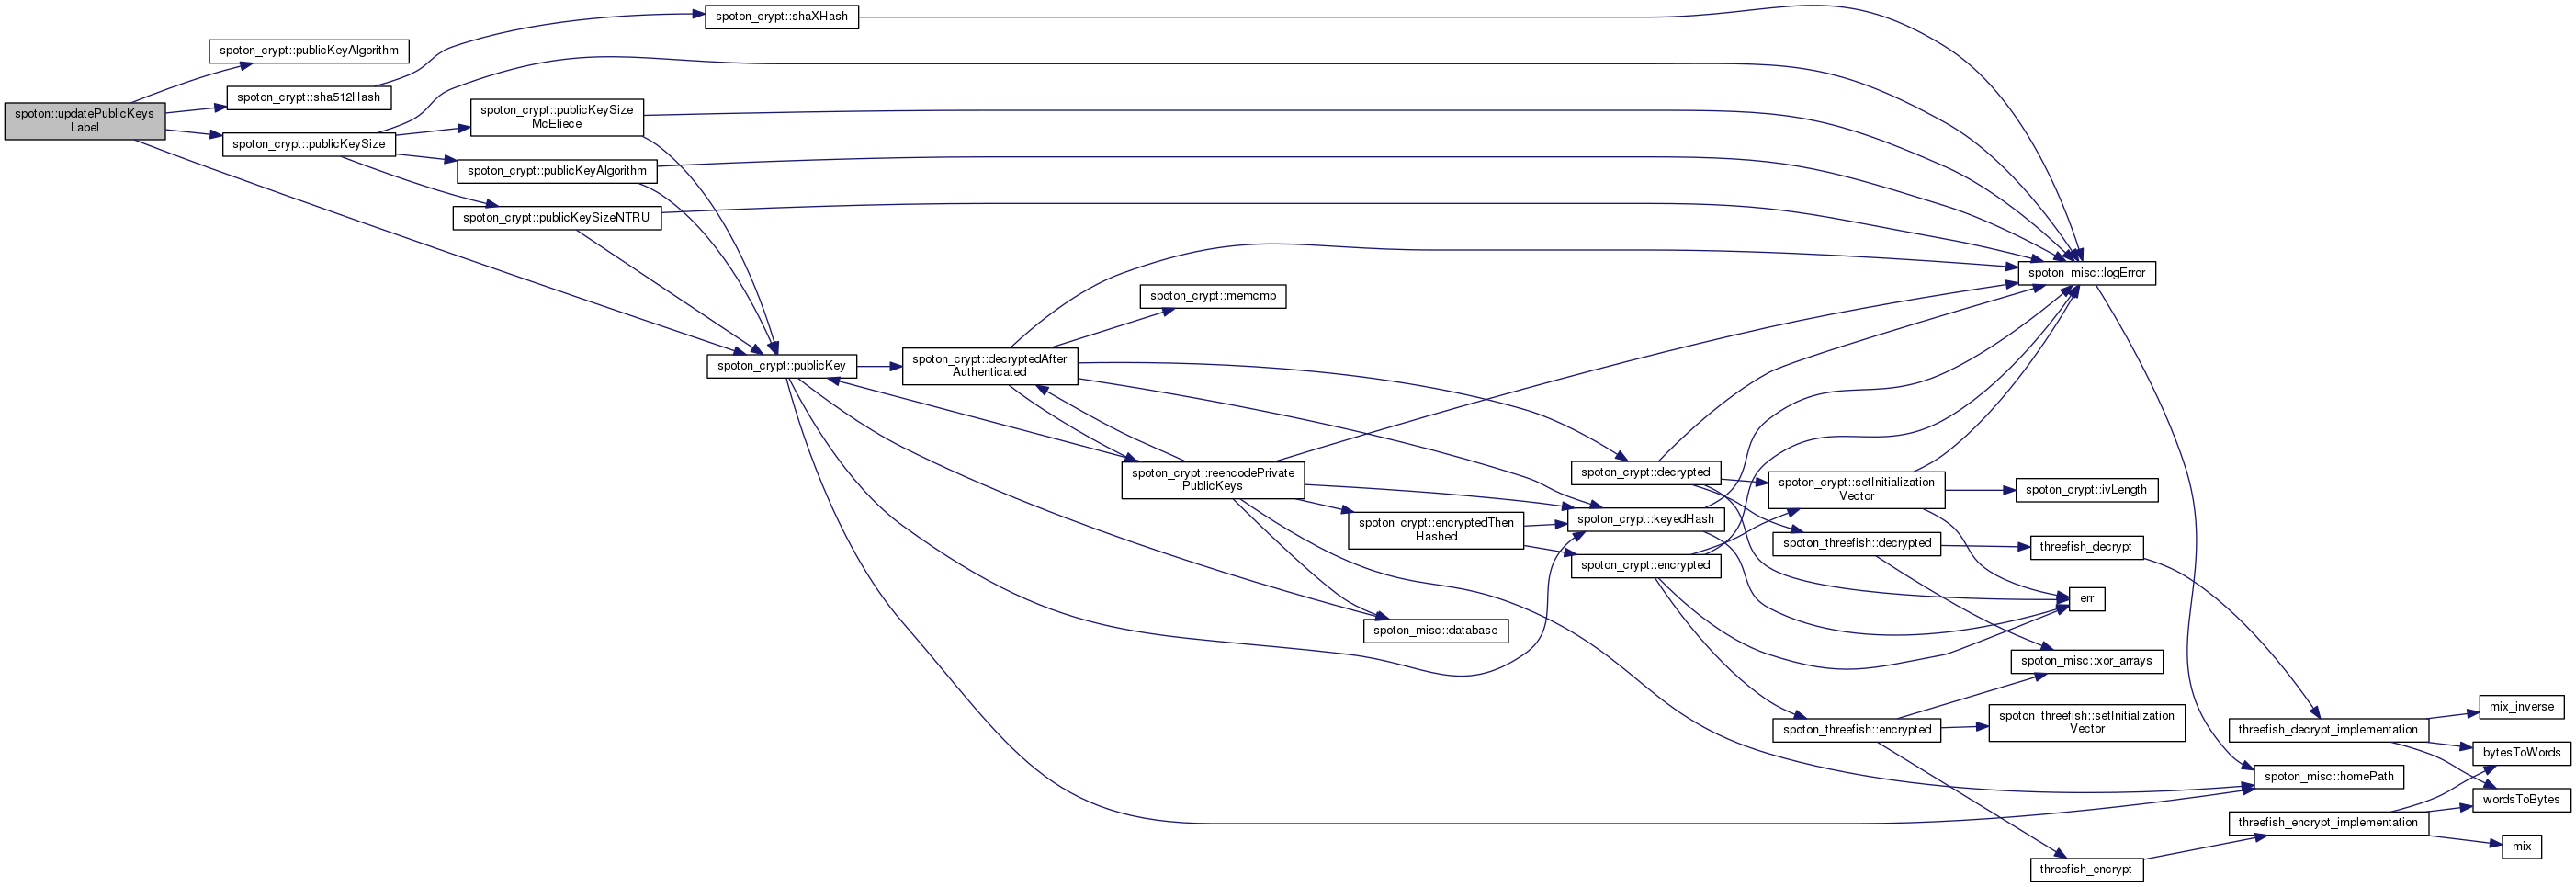 spoton::updatePublicKeys
Label
spoton_crypt::publicKeyAlgorithm
spoton_crypt::sha512Hash
spoton_crypt::publicKeySize
spoton_crypt::shaXHash
spoton_crypt::publicKeySize
McEliece
spoton_crypt::publicKeyAlgorithm
spoton_crypt::publicKeySizeNTRU
spoton_crypt::publicKey
spoton_crypt::decryptedAfter
Authenticated
spoton_crypt::memcmp
spoton_crypt::reencodePrivate
PublicKeys
spoton_crypt::encryptedThen
Hashed
spoton_misc::database
spoton_crypt::decrypted
spoton_crypt::keyedHash
spoton_crypt::encrypted
spoton_crypt::setInitialization
Vector
spoton_threefish::decrypted
spoton_threefish::encrypted
spoton_misc::logError
spoton_crypt::ivLength
threefish_decrypt
err
spoton_misc::xor_arrays
spoton_threefish::setInitialization
Vector
threefish_encrypt
threefish_decrypt_implementation
spoton_misc::homePath
threefish_encrypt_implementation
mix_inverse
bytesToWords
wordsToBytes
mix